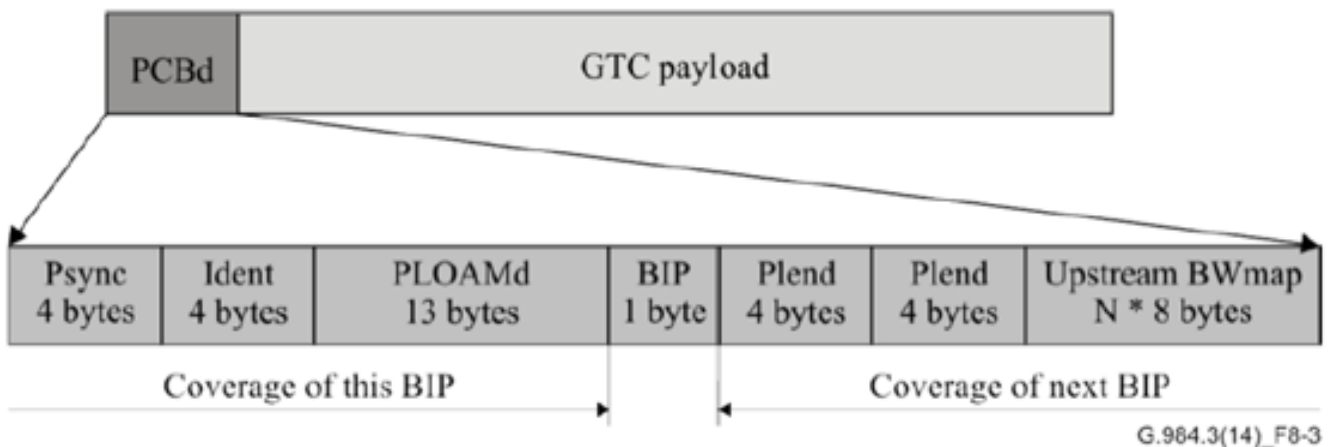 PCBd GTC payload
Psync Ident PLOAMd BIP Plend Plend Upstream BWmap
4 bytes 4 bytes 13 bytes 1 byte 4 bytes 4 bytes N * 8 bytes
Coverage of this BIP Coverage of next BIP
G.984.3(14)_F8-3